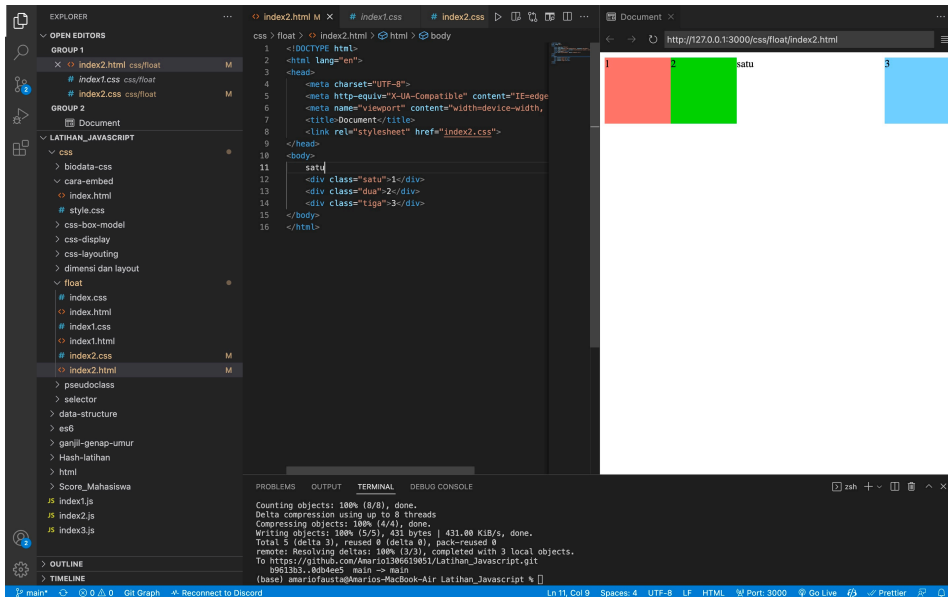 EXPLORER ···
OPEN EDITORS
GROUP 1
index2.html css/float M
# index1.css css/float
# index2.css css/float M
GROUP 2
Document
LATIHAN_JAVASCRIPT
css
biodata-css
cara-embed
index.html
# style.css
css-box-model
css-display
css-layouting
dimensi dan layout
float
# index.css
index.html
# index1.css
index1.html
# index2.css M
index2.html M
pseudoclass
selector
data-structure
es6
ganjil-genap-umur
Hash-latihan
html
Score_Mahasiswa
JS index1.js
JS index2.js
JS index3.js
OUTLINE
TIMELINE
2
2
index2.html M × # index1.css # index2.css
css > float > index2.html > html > body
1 <!DOCTYPE html>
2 <html lang="en">
3 <head>
4 <meta charset="UTF-8">
5 <meta http-equiv="X-UA-Compatible" content="IE=edge
6 <meta name="viewport" content="width=device-width,
7 <title>Document</title>
8 <link rel="stylesheet" href="index2.css">
9 </head>
10 <body>
11 satu
12 <div class="satu">1</div>
13 <div class="dua">2</div>
14 <div class="tiga">3</div>
15 </body>
16 </html>
Document ×
http://127.0.0.1:3000/css/float/index2.html
1 2 satu 3
PROBLEMS OUTPUT TERMINAL DEBUG CONSOLE zsh
Counting objects: 100% (8/8), done.
Delta compression using up to 8 threads
Compressing objects: 100% (4/4), done.
Writing objects: 100% (5/5), 431 bytes | 431.00 KiB/s, done.
Total 5 (delta 3), reused 0 (delta 0), pack-reused 0
remote: Resolving deltas: 100% (3/3), completed with 3 local objects.
To https://github.com/Amario1306619051/Latihan_Javascript.git
b9613b3..0db4ee5 main -> main
(base) amariofausta@Amarios-MacBook-Air Latihan_Javascript %
main* 0 0 Git Graph Reconnect to Discord Ln 11, Col 9 Spaces: 4 UTF-8 LF HTML Port: 3000 Go Live Prettier